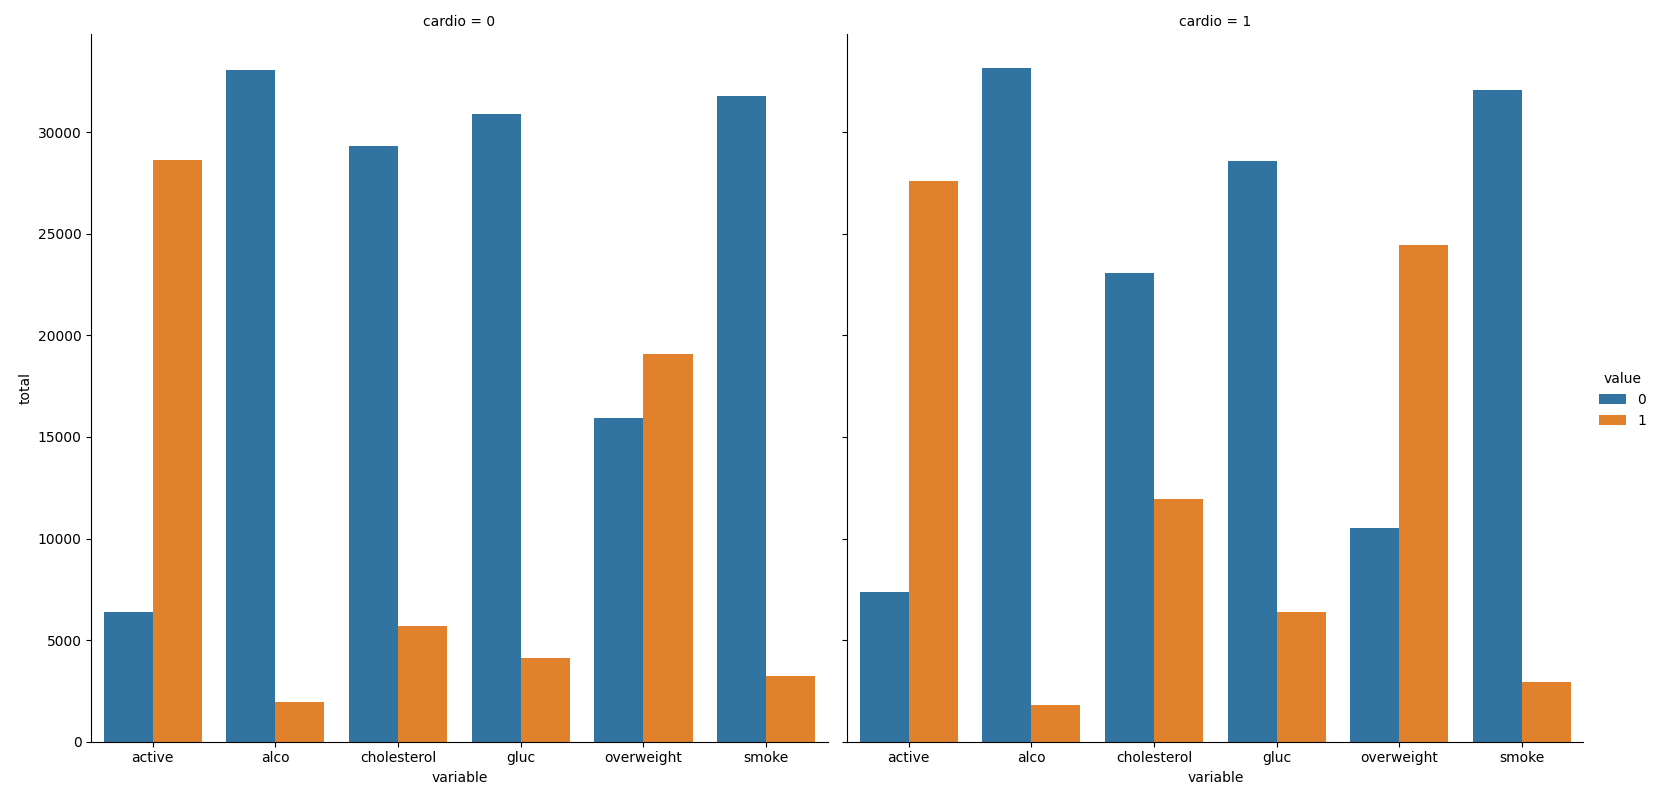 cardio = 0
cardio = 1
30000
25000
20000
15000
10000
5000
0
total
active alco cholesterol gluc overweight smoke
variable
active alco cholesterol gluc overweight smoke
variable
value
0
1